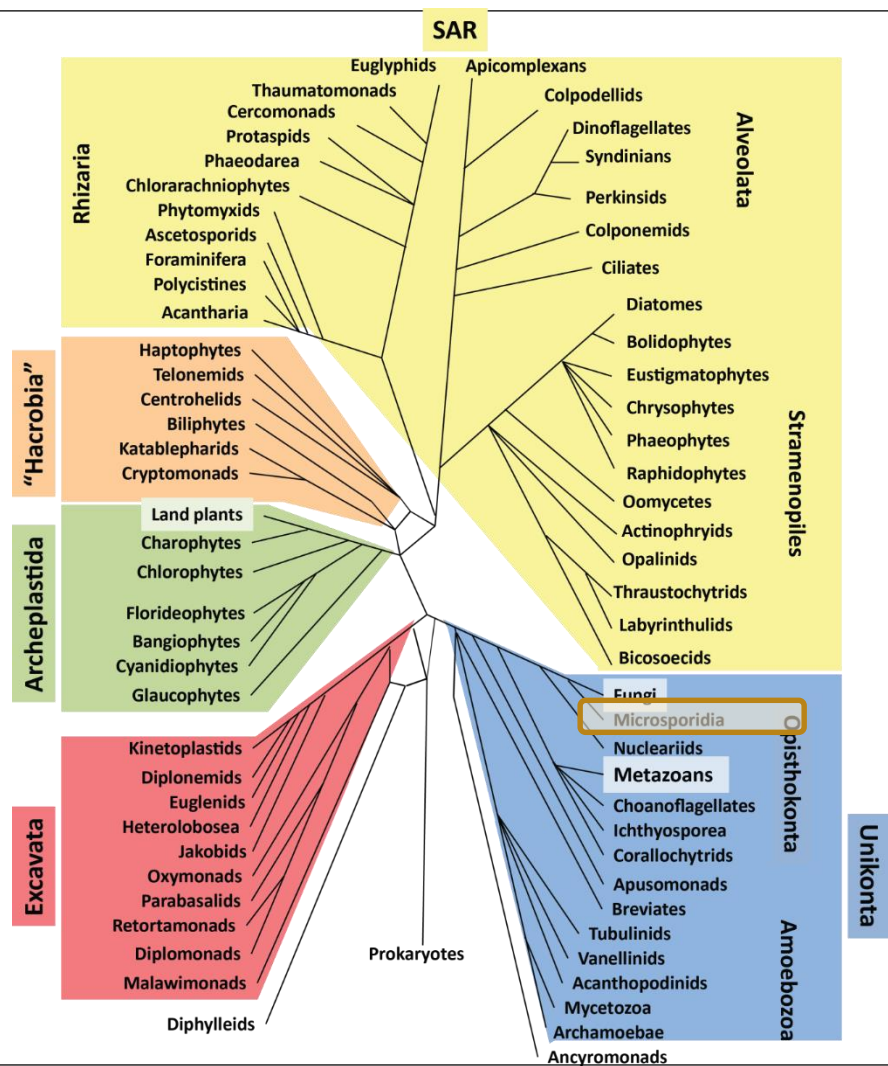 SAR
Euglyphids
Apicomplexans
Thaumatomonads
Colpodellids
Cercomonads
Dinoflagellates
Protaspids
Syndinians
Phaeodarea
Perkinsids
Chlorarachniophytes
Phytomyxids
Colponemids
Ascetosporids
Ciliates
Foraminifera
Polycistines
Acantharia
Rhizaria
Alveolata
Diatomes
Bolidophytes
Eustigmatophytes
Chrysophytes
Phaeophytes
Raphidophytes
Oomycetes
Actinophryids
Opalinids
Thraustochytrids
Labyrinthulids
Bicosoecids
Stramenopiles
"Hacrobia"
Haptophytes
Telonemids
Centrohelids
Biliphytes
Katablepharids
Cryptomonads
Archeplastida
Land plants
Charophytes
Chlorophytes
Florideophytes
Bangiophytes
Cyanidiophytes
Glaucophytes
Excavata
Kinetoplastids
Diplonemids
Euglenids
Heterolobosea
Jakobids
Oxymonads
Parabasalids
Retortamonads
Diplomonads
Malawimonads
Diphylleids
Prokaryotes
Fungi
Microsporidia
Nucleariids
Metazoans
Choanoflagellates
Ichthyosporea
Corallochytrids
Apusomonads
Breviates
Tubulinids
Vanellinids
Acanthopodinids
Mycetozoa
Archamoebae
Ancyromonads
Opisthokonta
Amoebozoa
Unikonta